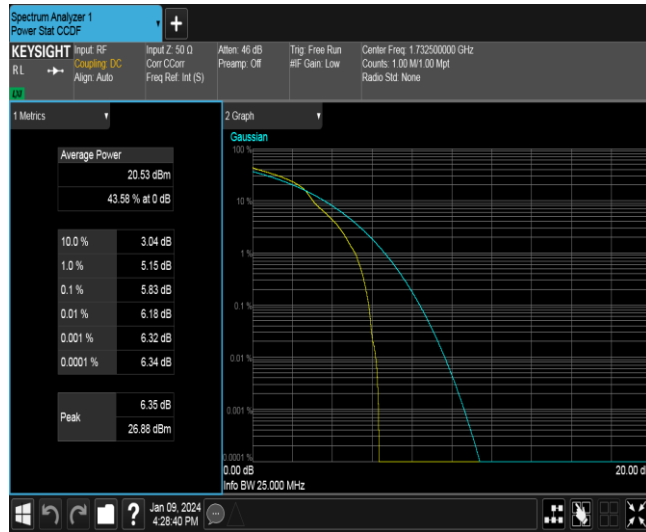 Spectrum Analyzer 1
Power Stat CCDF
KEYSIGHT
RL
LXI
Input: RF
Coupling: DC
Align: Auto
Input Z: 50 Ω
Corr CCorr
Freq Ref: Int (S)
Atten: 46 dB
Preamp: Off
Trig: Free Run
#IF Gain: Low
Center Freq: 1.732500000 GHz
Counts: 1.00 M/1.00 Mpt
Radio Std: None
1 Metrics
Average Power
20.53 dBm
43.58 % at 0 dB
10.0 % 3.04 dB
1.0 % 5.15 dB
0.1 % 5.83 dB
0.01 % 6.18 dB
0.001 % 6.32 dB
0.0001 % 6.34 dB
Peak
6.35 dB
26.88 dBm
2 Graph
Gaussian
100 %
10 %
1 %
0.1 %
0.01 %
0.001 %
0.0001 %
0.00 dB
20.00 d
Info BW 25.000 MHz
Jan 09, 2024
4:28:40 PM